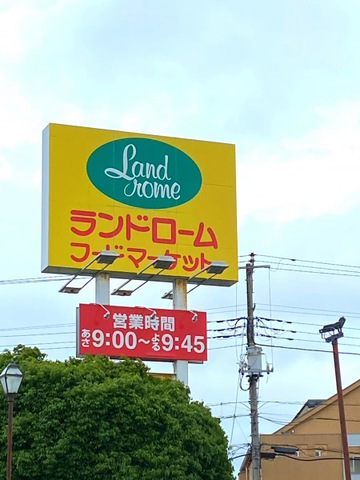 Land
rome
ランドローム
フードマーケット
営業時間
あさ9:00〜よる9:45